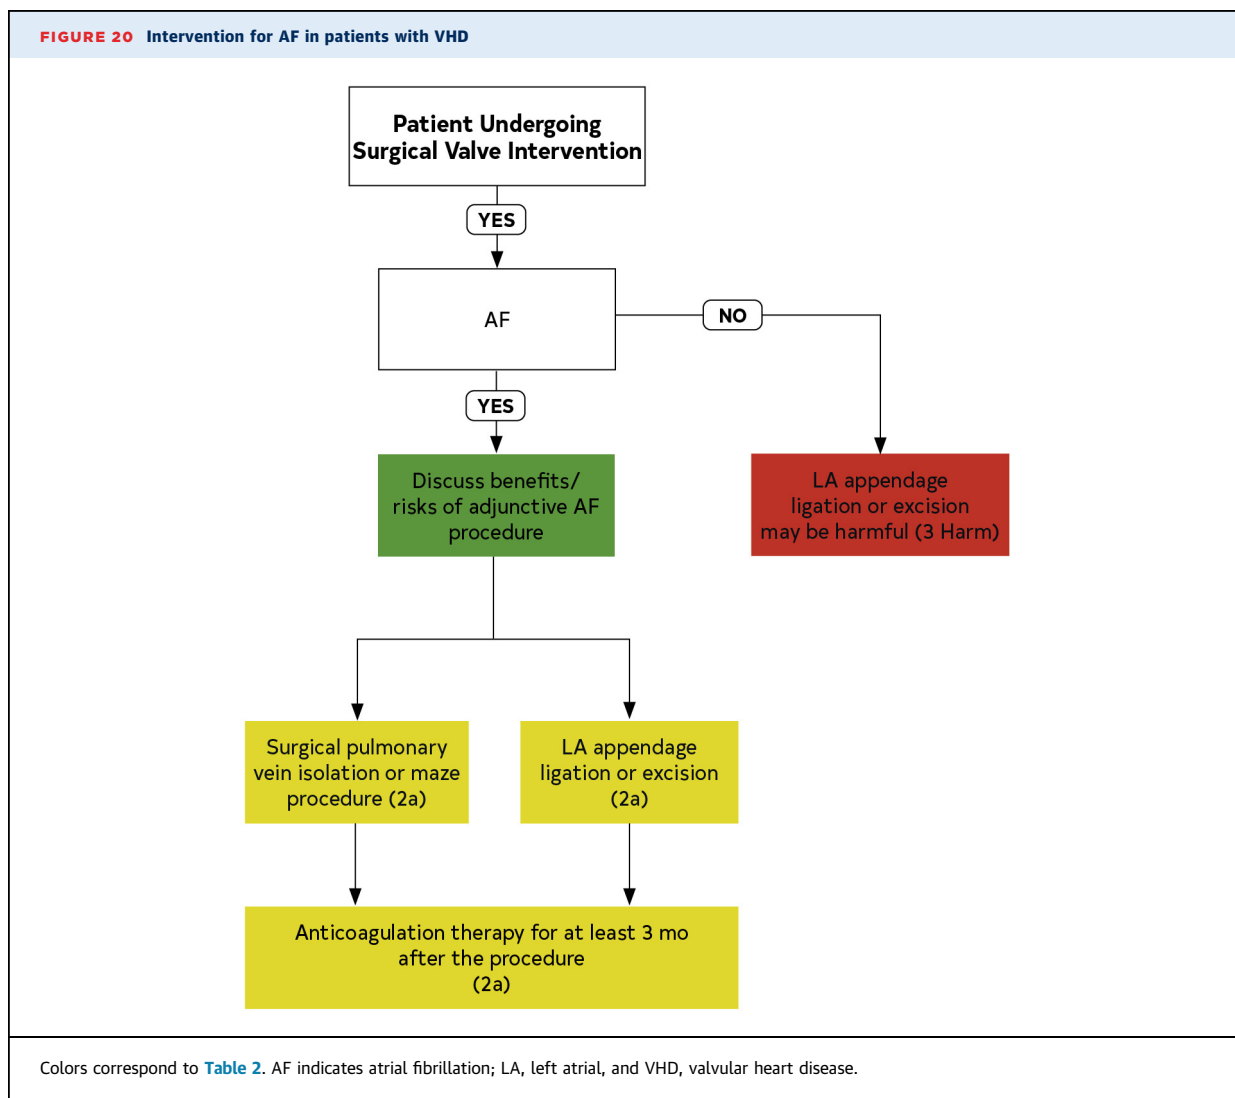 FIGURE 20 Intervention for AF in patients with VHD
Patient Undergoing
Surgical Valve Intervention
YES
AF
NO
YES
Discuss benefits/
risks of adjunctive AF
procedure
LA appendage
ligation or excision
may be harmful (3 Harm)
Surgical pulmonary
vein isolation or maze
procedure (2a)
LA appendage
ligation or excision
(2a)
Anticoagulation therapy for at least 3 mo
after the procedure
(2a)
Colors correspond to Table 2. AF indicates atrial fibrillation; LA, left atrial, and VHD, valvular heart disease.